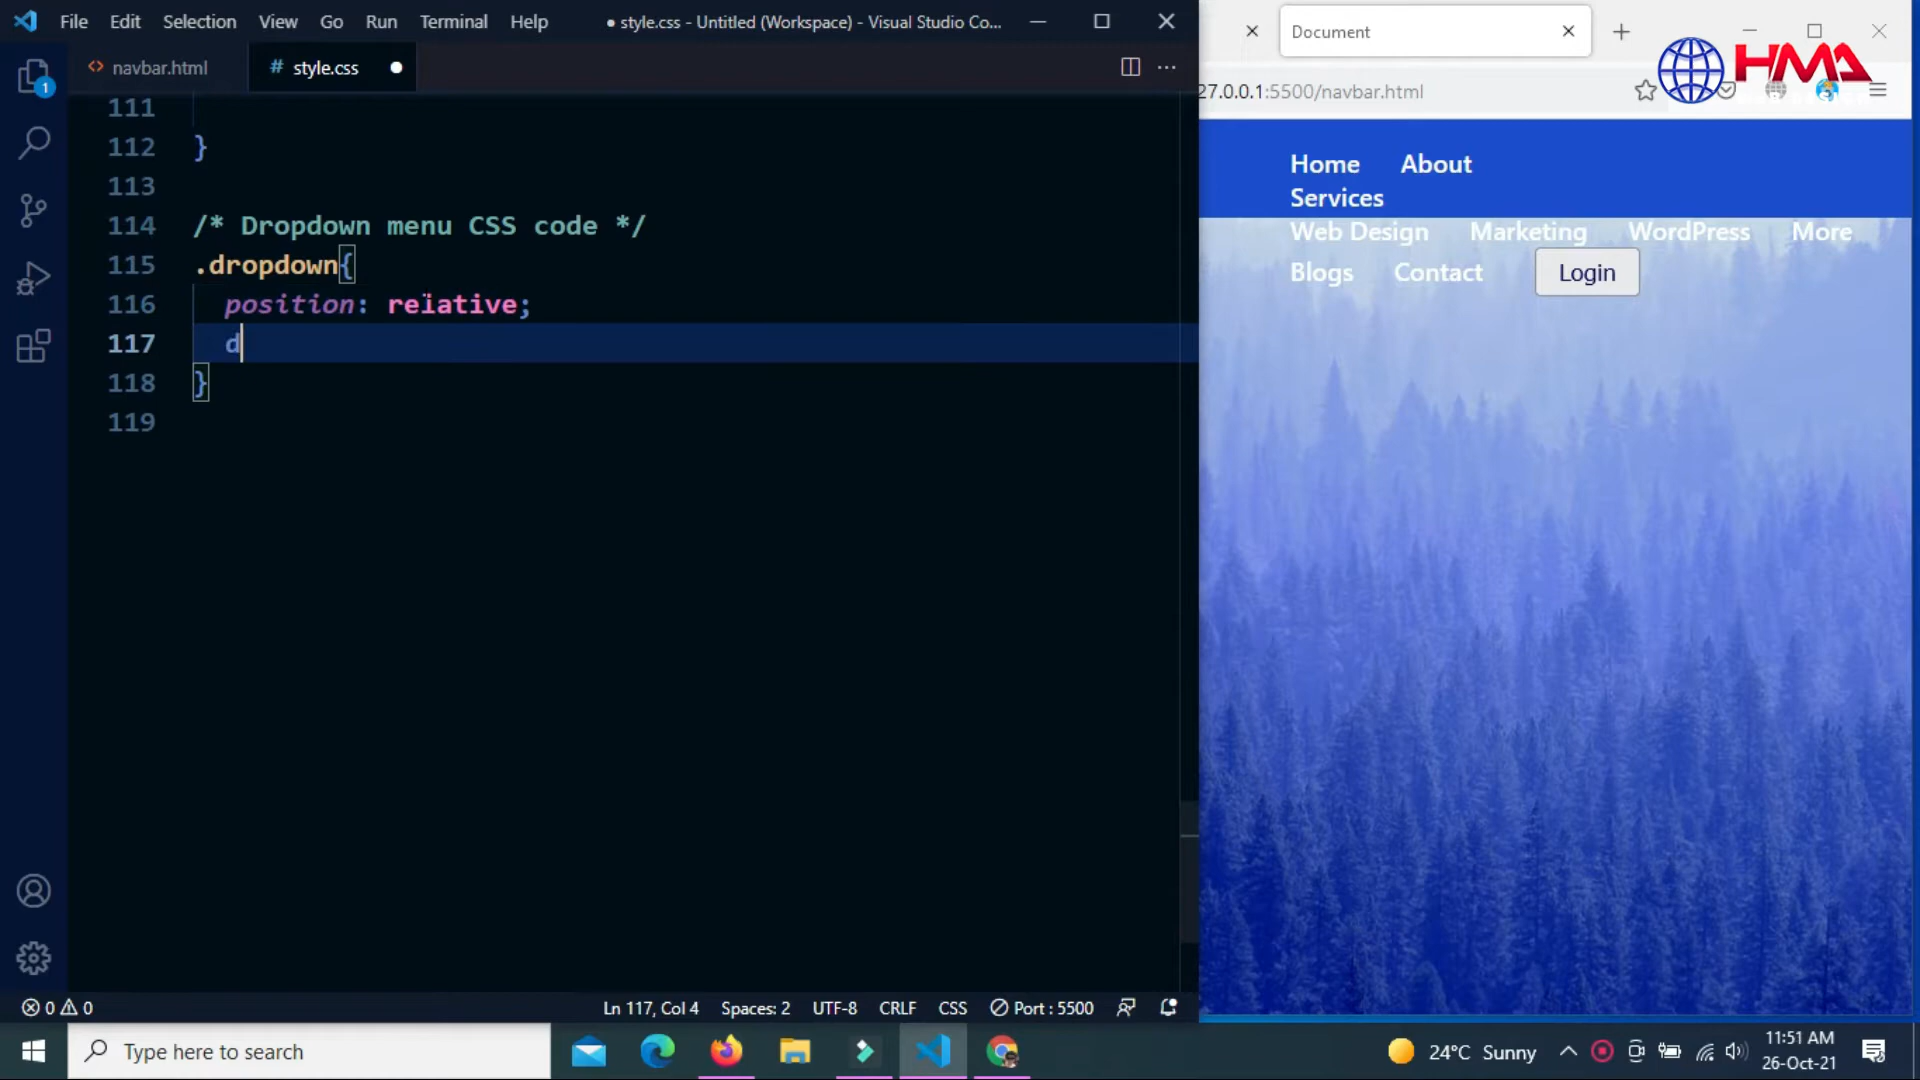 File Edit Selection View Go Run Terminal Help
● style.css - Untitled (Workspace) - Visual Studio Co...
navbar.html
# style.css
111
112 }
113
114 /* Dropdown menu CSS code */
115 .dropdown{
116 position: relative;
117 d
118 }
119
1
0 0
Ln 117, Col 4 Spaces: 2 UTF-8 CRLF CSS Port : 5500
Document
HMA
27.0.0.1:5500/navbar.html
Home About
Services
Web Design Marketing WordPress More
Blogs Contact Login
Type here to search
24°C Sunny
11:51 AM
26-Oct-21